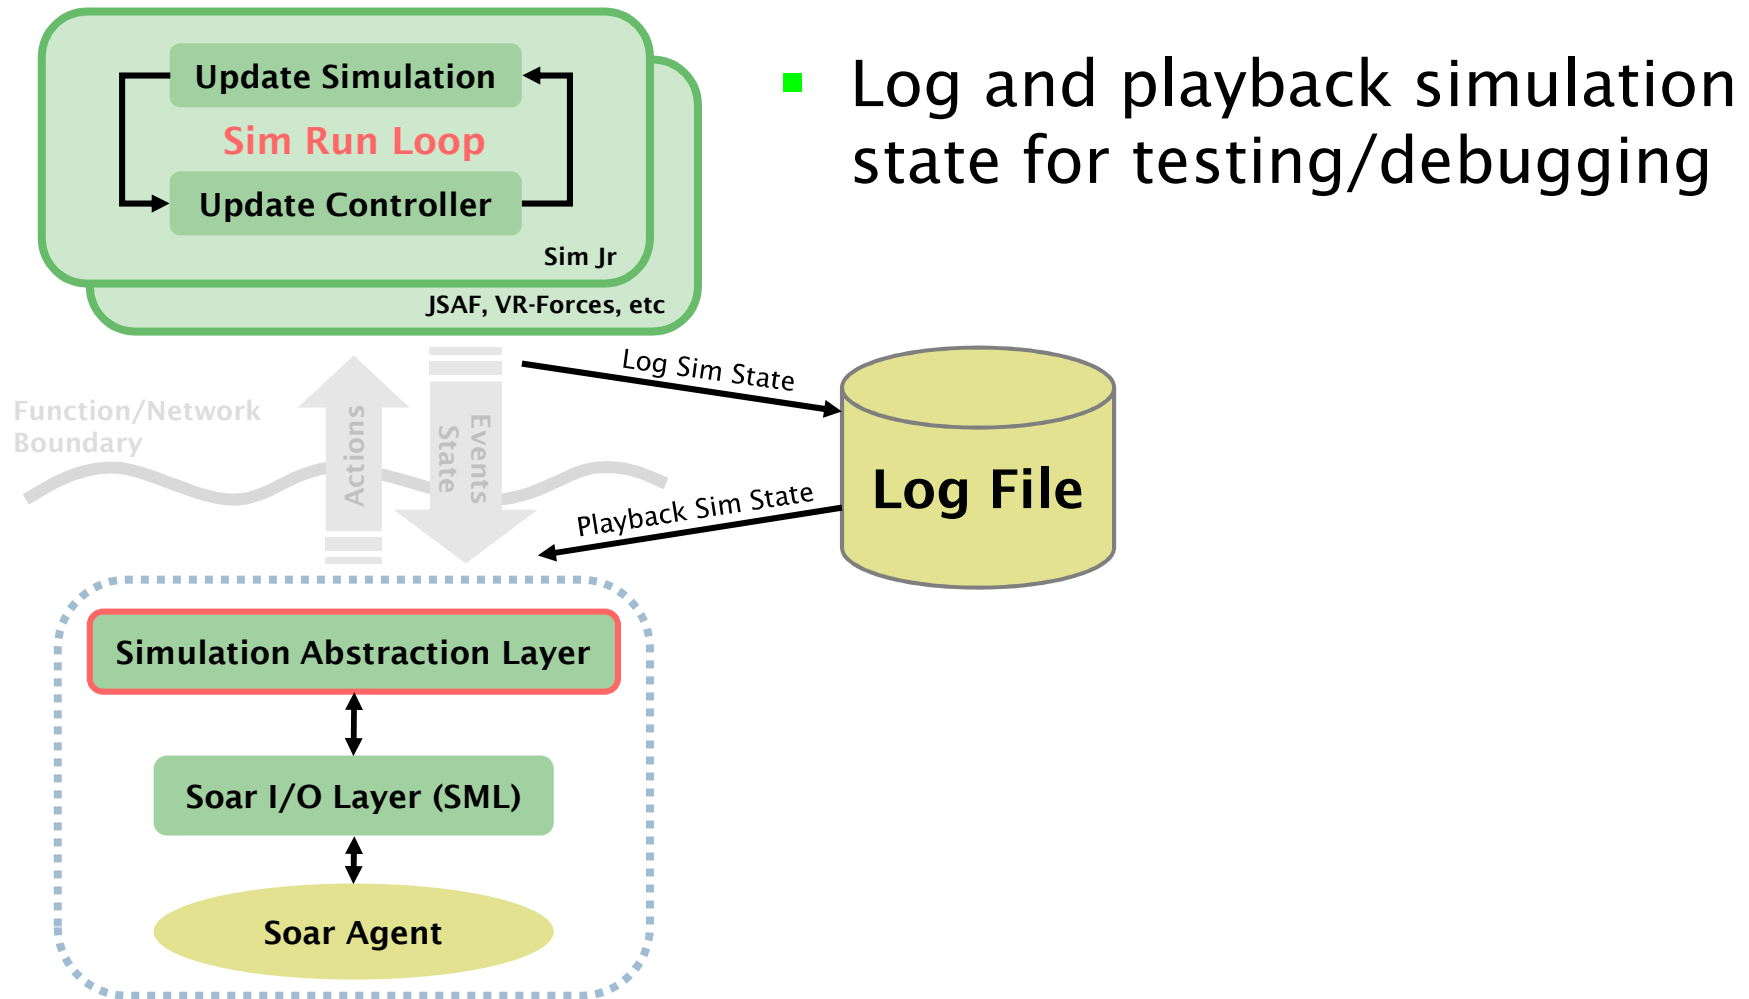 Update Simulation
Sim Run Loop
Update Controller
Sim Jr
JSAF, VR-Forces, etc
Log and playback simulation
state for testing/debugging
Function/Network
Boundary
Actions
Events
State
Log Sim State
Playback Sim State
Log File
Simulation Abstraction Layer
Soar I/O Layer (SML)
Soar Agent